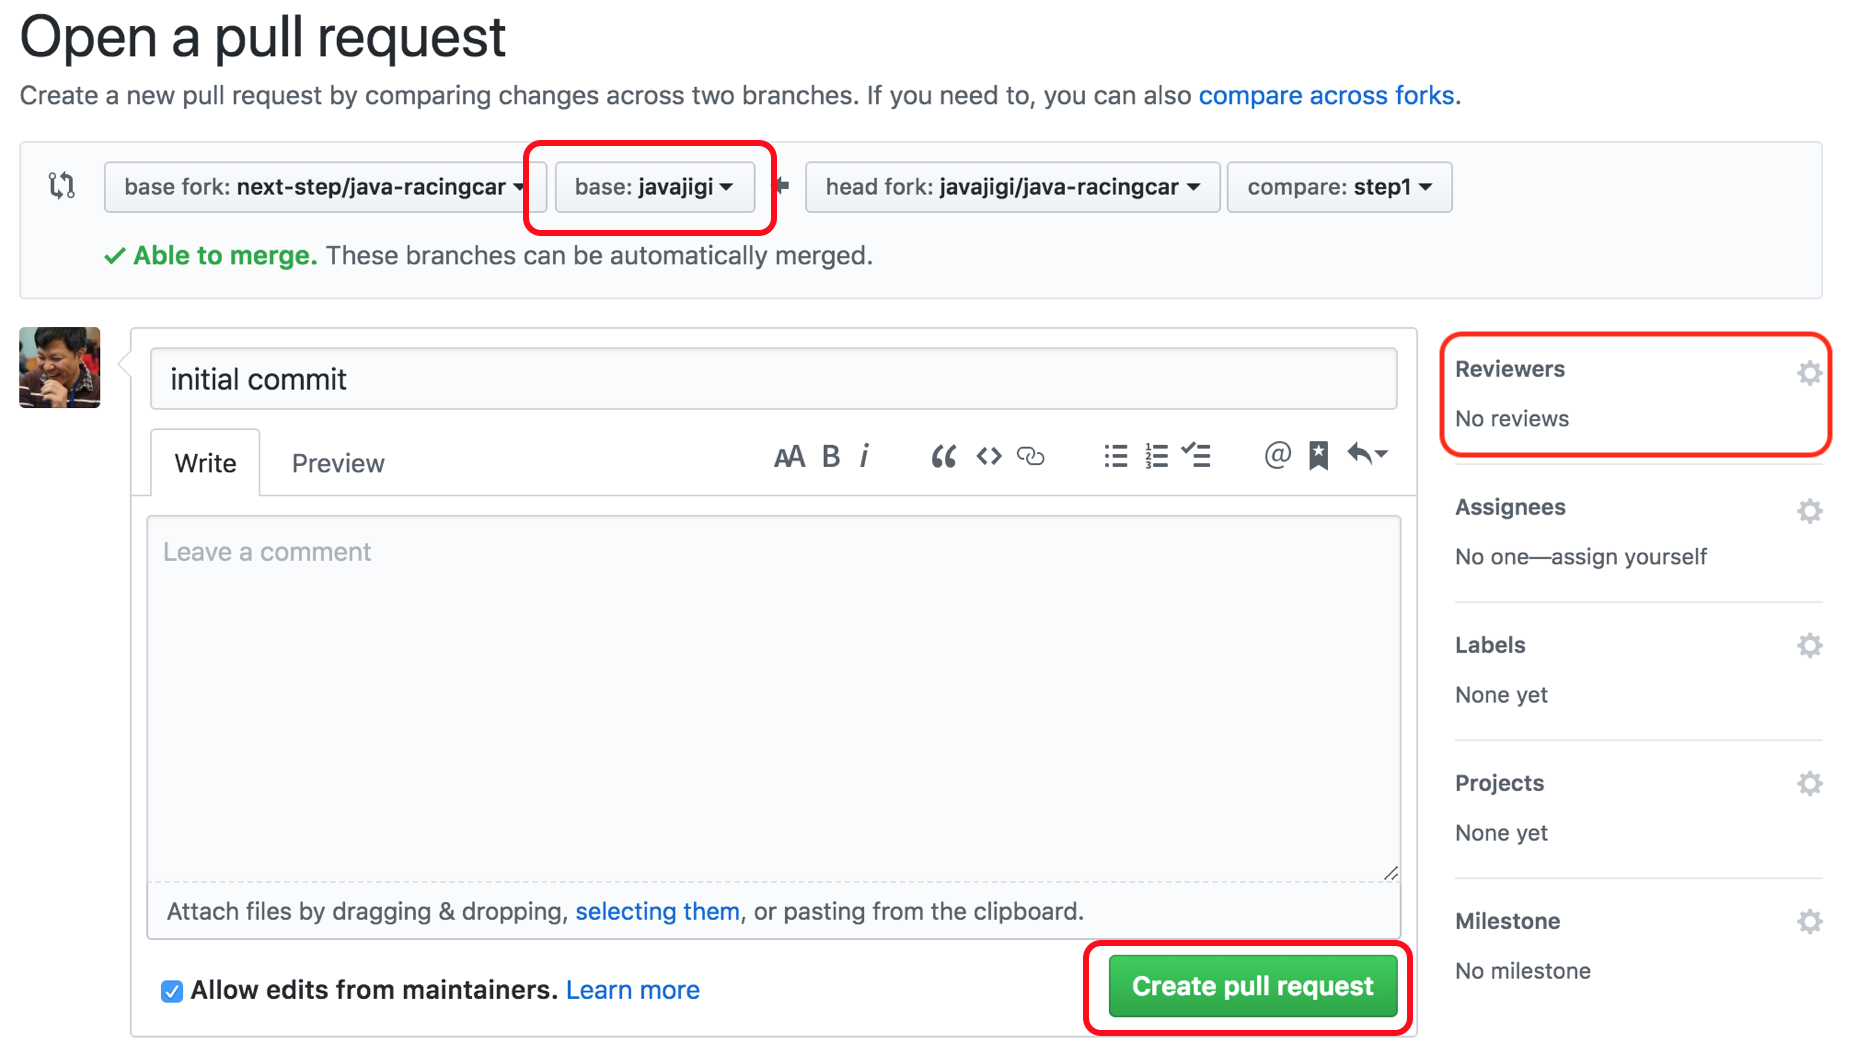 Open a pull request
Create a new pull request by comparing changes across two branches. If you need to, you can also compare across forks.
base fork: next-step/java-racingcar base: javajigi head fork: javajigi/java-racingcar compare: step1
Able to merge. These branches can be automatically merged.
initial commit
Write Preview AA B i “ <> @
Leave a comment
Attach files by dragging & dropping, selecting them, or pasting from the clipboard.
Allow edits from maintainers. Learn more
Create pull request
Reviewers
No reviews
Assignees
No one—assign yourself
Labels
None yet
Projects
None yet
Milestone
No milestone